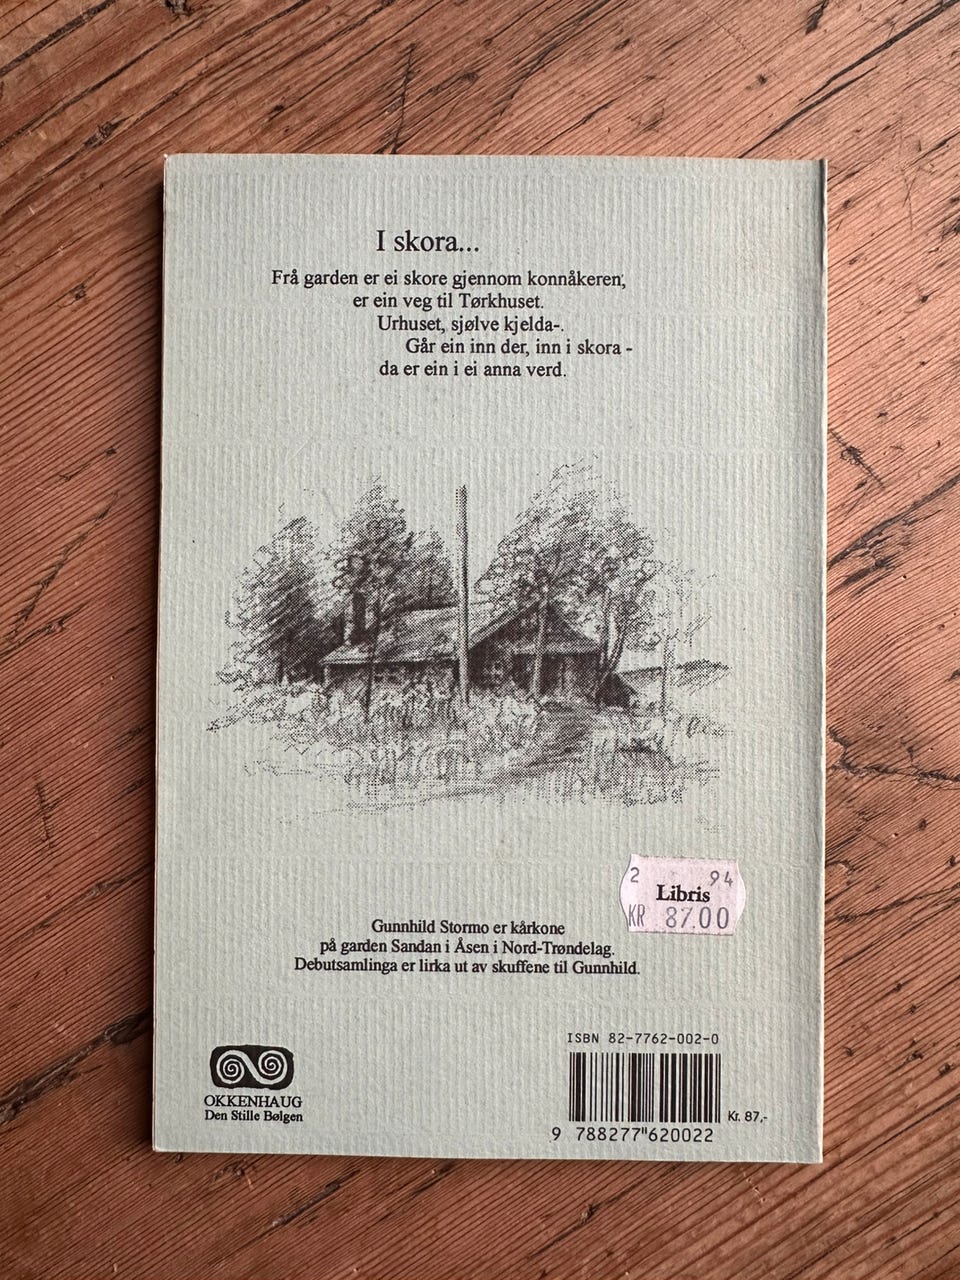 I skora...
Frå garden er ei skore gjennom konnåkeren,
er ein veg til Tørkhuset.
Urhuset, sjølve kjelda-.
Går ein inn der, inn i skora -
da er ein i ei anna verd.
2 94
Libris
KR 87.00
Gunnhild Stormo er kårkone
på garden Sandan i Åsen i Nord-Trøndelag.
Debutsamlinga er lirka ut av skuffene til Gunnhild.
ISBN 82-7762-002-0
OKKENHAUG
Den Stille Bølgen
Kr. 87,-
9 788277"620022